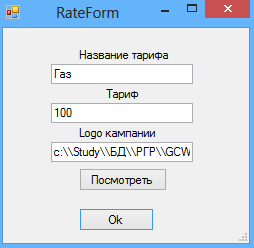 RateForm
Название тарифа
Газ
Тариф
100
Logo кампании
c:\\Study\\БД\\РГР\\GCW
Посмотреть
Ok